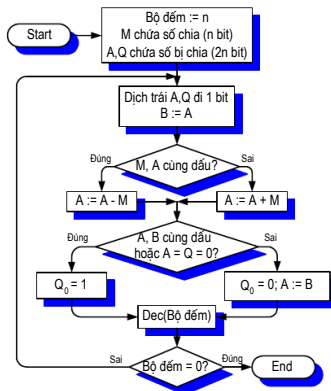 Start
Bộ đếm := n
M chứa số chia (n bit)
A,Q chứa số bị chia (2n bit)
Dịch trái A,Q đi 1 bit
B := A
Đúng
M, A cùng dấu?
Sai
A := A - M
A := A + M
Đúng
A, B cùng dấu
hoặc A = Q = 0?
Sai
Q₀ = 1
Q₀ = 0; A := B
Dec(Bộ đếm)
Sai
Bộ đếm = 0?
Đúng
End